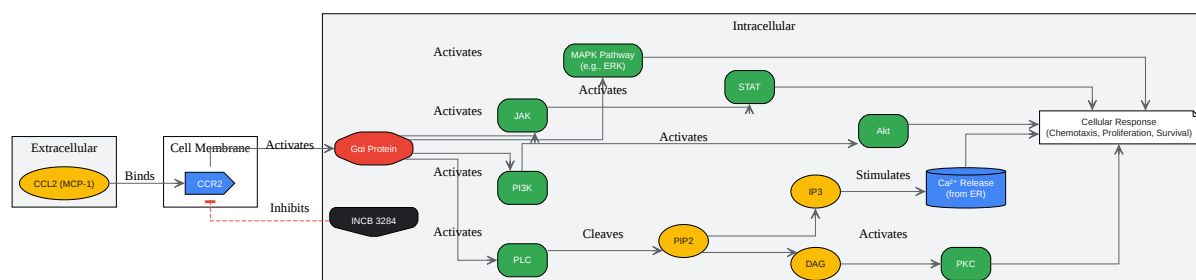 Intracellular
Activates
MAPK Pathway
(e.g., ERK)
Activates
STAT
Activates
JAK
Cellular Response
(Chemotaxis, Proliferation, Survival)
Extracellular
Cell Membrane
Activates
Gαi Protein
Activates
Akt
CCL2 (MCP-1)
Binds
CCR2
Activates
PI3K
Stimulates
IP3
Ca²⁺ Release
(from ER)
Inhibits
INCB 3284
Activates
Cleaves
PIP2
Activates
PLC
DAG
PKC